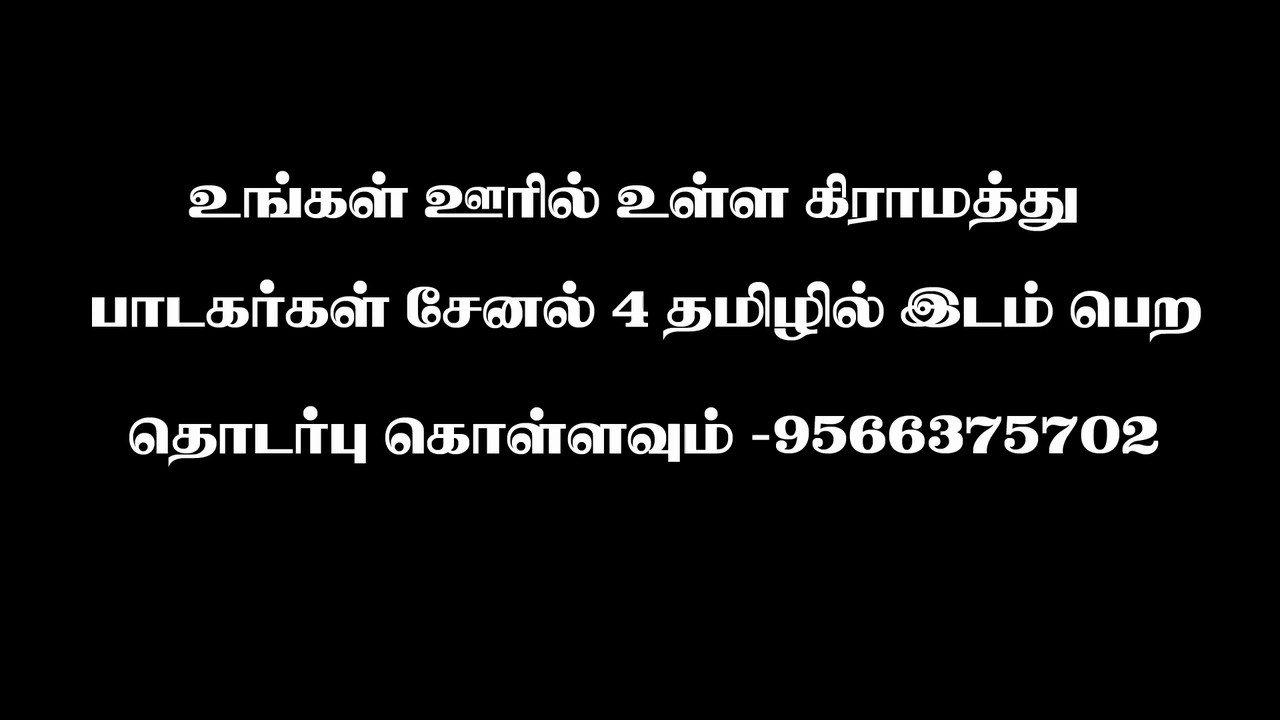 உங்கள் ஊரில் உள்ள கிராமத்து
பாடகர்கள் சேனல் 4 தமிழில் இடம் பெற
தொடர்பு கொள்ளவும் -9566375702